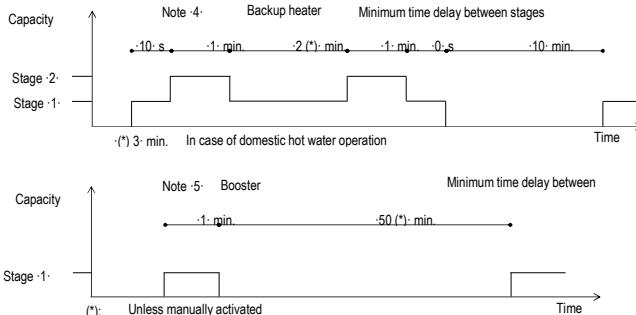 Note ·4· Backup heater Minimum time delay between stages
Capacity
·10· s ·1· min. ·2 (*)· min. ·1· min. ·0· s ·10· min.
Stage ·2·
Stage ·1·
Time
·(*) 3· min. In case of domestic hot water operation
Note ·5· Booster Minimum time delay between
Capacity
·1· min. ·50 (*)· min.
Stage ·1·
(*): Unless manually activated Time